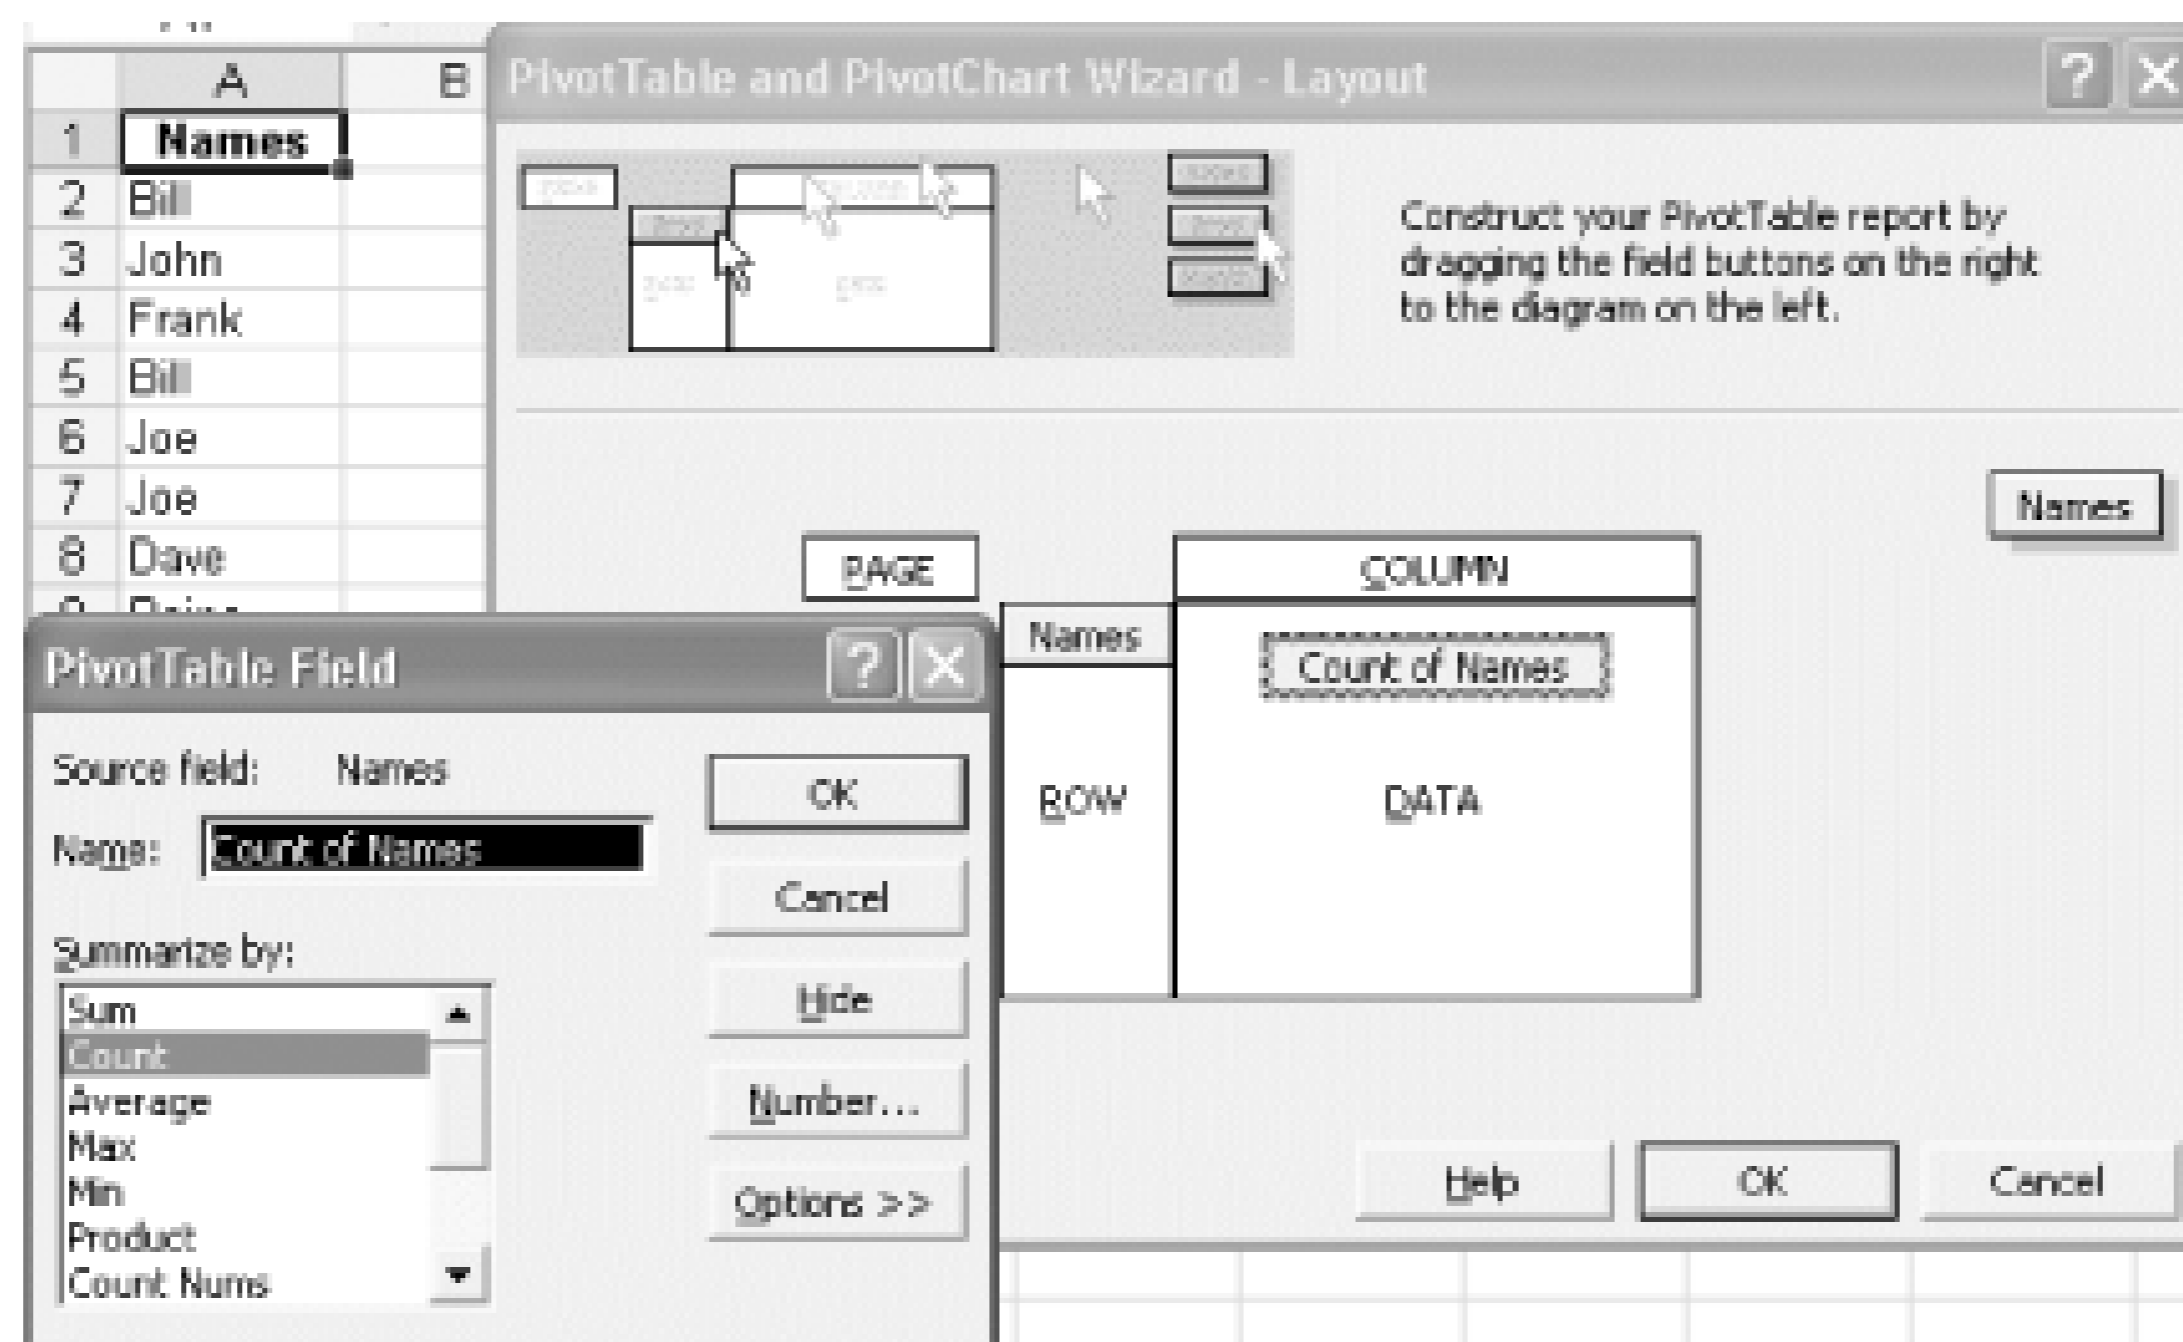 A B
1 Names
2 Bill
3 John
4 Frank
5 Bill
6 Joe
7 Joe
8 Dave
PivotTable and PivotChart Wizard - Layout ? X
Construct your PivotTable report by
dragging the field buttons on the right
to the diagram on the left.
Names
PAGE COLUMN
Names
Count of Names
ROW DATA
Help OK Cancel
PivotTable Field ? X
Source field: Names
Name: Count of Names
Summarize by:
Sum
Count
Average
Max
Min
Product
Count Nums
OK
Cancel
Hide
Number...
Options >>